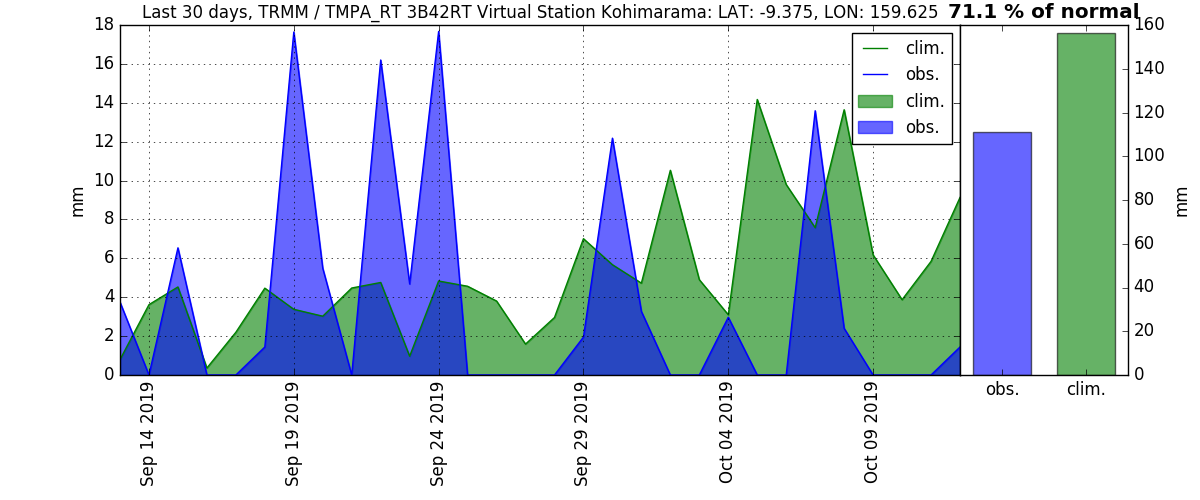 Last 30 days, TRMM / TMPA_RT 3B42RT Virtual Station Kohimarama: LAT: -9.375, LON: 159.625 71.1 % of normal
18
16
14
12
10
8
6
4
2
0
mm
clim.
obs.
clim.
obs.
Sep 14 2019
Sep 19 2019
Sep 24 2019
Sep 29 2019
Oct 04 2019
Oct 09 2019
160
140
120
100
80
60
40
20
0
mm
obs. clim.